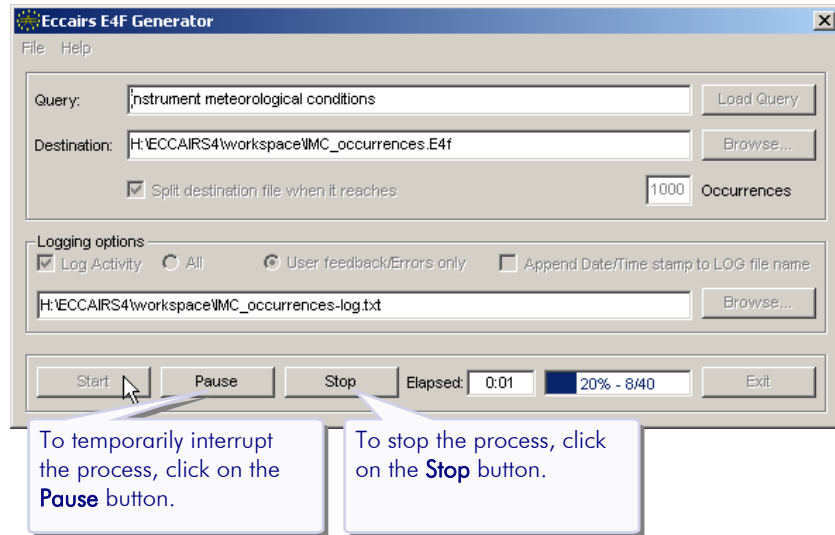 Eccairs E4F Generator
File Help
Query: Instrument meteorological conditions Load Query
Destination: H:\ECCAIRS4\workspace\IMC_occurrences.E4f Browse...
Split destination file when it reaches 1000 Occurrences
Logging options
Log Activity All User feedback/Errors only Append Date/Time stamp to LOG file name
H:\ECCAIRS4\workspace\IMC_occurrences-log.txt Browse...
Start Pause Stop Elapsed: 0:01 20% - 8/40 Exit
To temporarily interrupt
the process, click on the
Pause button.
To stop the process, click
on the Stop button.